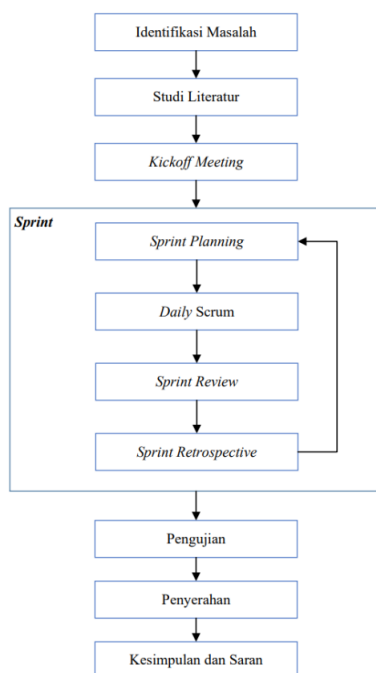 Identifikasi Masalah
Studi Literatur
Kickoff Meeting
Sprint
Sprint Planning
Daily Scrum
Sprint Review
Sprint Retrospective
Pengujian
Penyerahan
Kesimpulan dan Saran